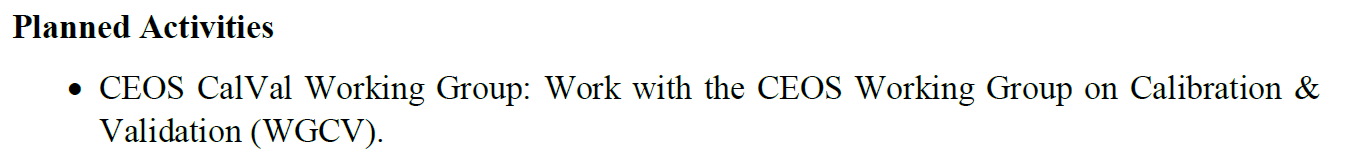 Planned Activities
• CEOS CalVal Working Group: Work with the CEOS Working Group on Calibration &
Validation (WGCV).